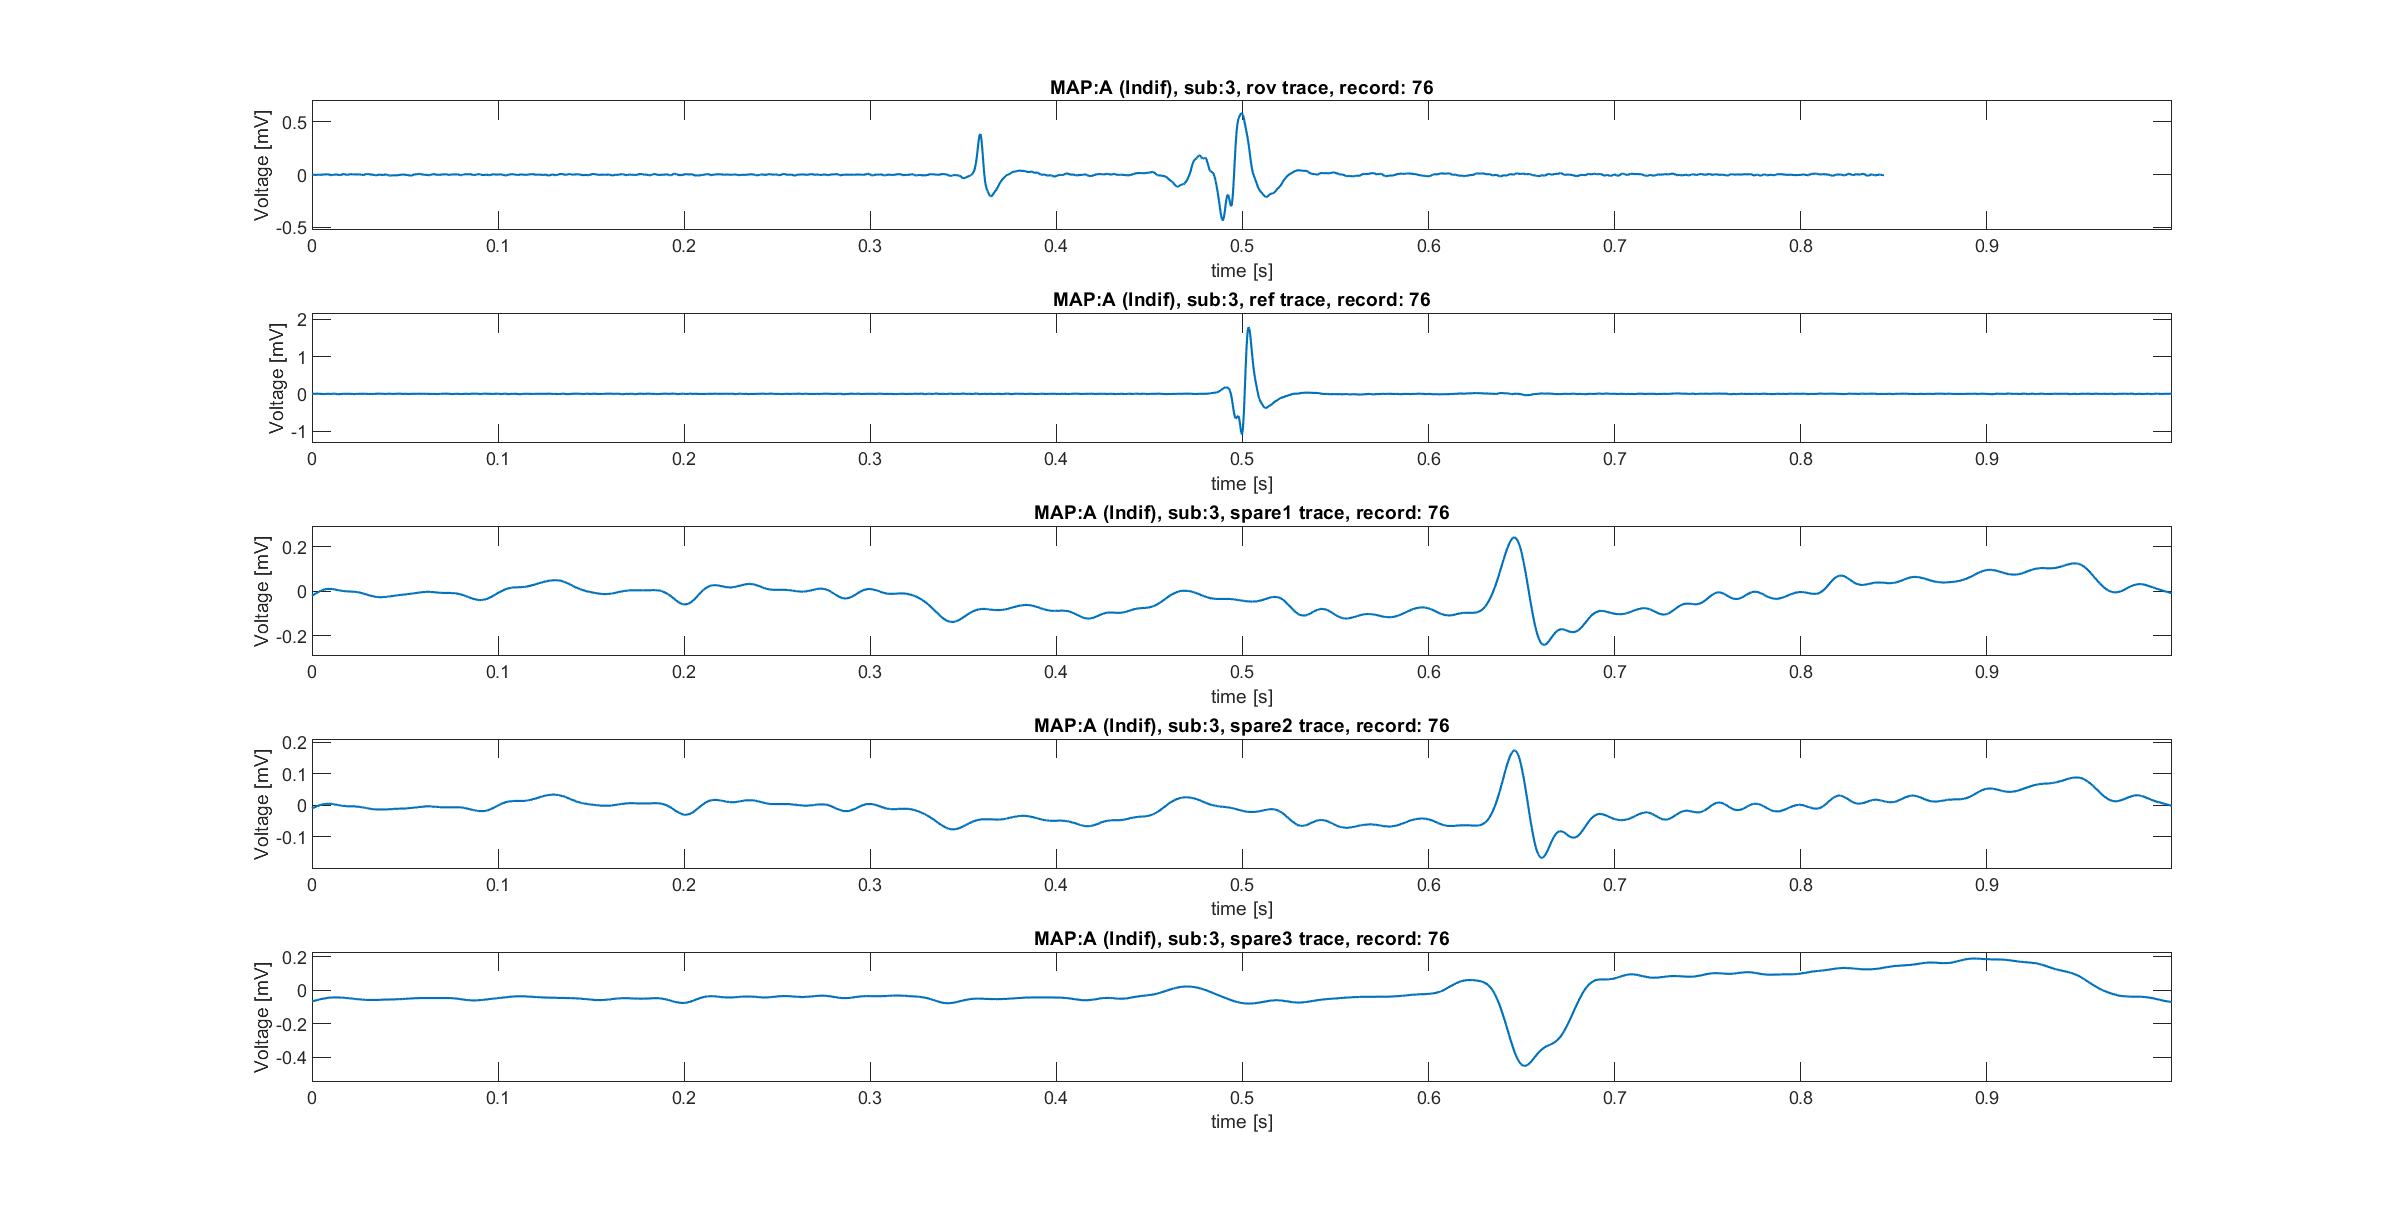 MAP:A (Indif), sub:3, rov trace, record: 76
Voltage [mV]
0.5
0
-0.5
0 0.1 0.2 0.3 0.4 0.5 0.6 0.7 0.8 0.9
time [s]
MAP:A (Indif), sub:3, ref trace, record: 76
Voltage [mV]
2
1
0
-1
0 0.1 0.2 0.3 0.4 0.5 0.6 0.7 0.8 0.9
time [s]
MAP:A (Indif), sub:3, spare1 trace, record: 76
Voltage [mV]
0.2
0
-0.2
0 0.1 0.2 0.3 0.4 0.5 0.6 0.7 0.8 0.9
time [s]
MAP:A (Indif), sub:3, spare2 trace, record: 76
Voltage [mV]
0.2
0.1
0
-0.1
0 0.1 0.2 0.3 0.4 0.5 0.6 0.7 0.8 0.9
time [s]
MAP:A (Indif), sub:3, spare3 trace, record: 76
Voltage [mV]
0.2
0
-0.2
-0.4
0 0.1 0.2 0.3 0.4 0.5 0.6 0.7 0.8 0.9
time [s]